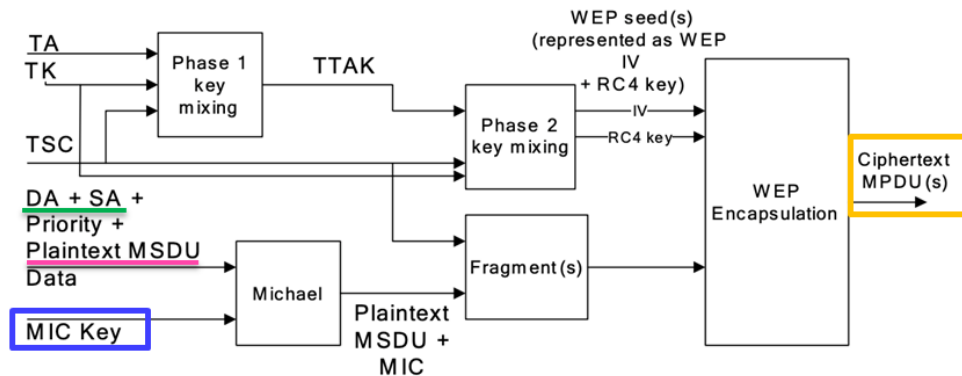 WEP seed(s)
(represented as WEP
IV
+ RC4 key)
TA
TK
Phase 1
key
mixing
TTAK
IV
RC4 key
Phase 2
key mixing
TSC
WEP
Encapsulation
Ciphertext
MPDU(s)
DA + SA +
Priority +
Plaintext MSDU
Data
Michael
Fragment(s)
Plaintext
MSDU +
MIC
MIC Key